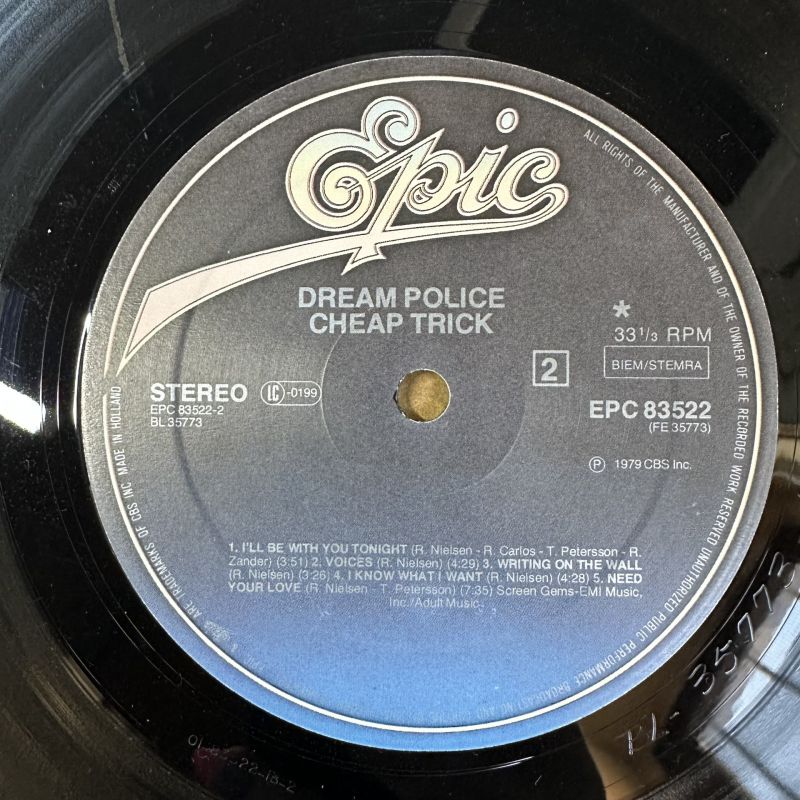 Epic
DREAM POLICE
CHEAP TRICK
*
33 1/3 RPM
BIEM/STEMRA
2
STEREO
LC-0199
EPC 83522-2
BL 35773
EPC 83522
(FE 35773)
Ⓟ 1979 CBS Inc.
1. I'LL BE WITH YOU TONIGHT (R. Nielsen - R. Carlos - T. Petersson - R.
Zander) (3:51) 2. VOICES (R. Nielsen) (4:29) 3. WRITING ON THE WALL
(R. Nielsen) (3:26) 4. I KNOW WHAT I WANT (R. Nielsen) (4:28) 5. NEED
YOUR LOVE (R. Nielsen - T. Petersson) (7:35) Screen Gems-EMI Music,
Inc./Adult Music.
ALL RIGHTS OF THE MANUFACTURER AND OF THE OWNER OF THE RECORDED WORK RESERVED UNAUTHORIZED PUBLIC PERFORMANCE BROADCASTING AND
ARE TRADEMARKS OF CBS INC MADE IN HOLLAND
35773